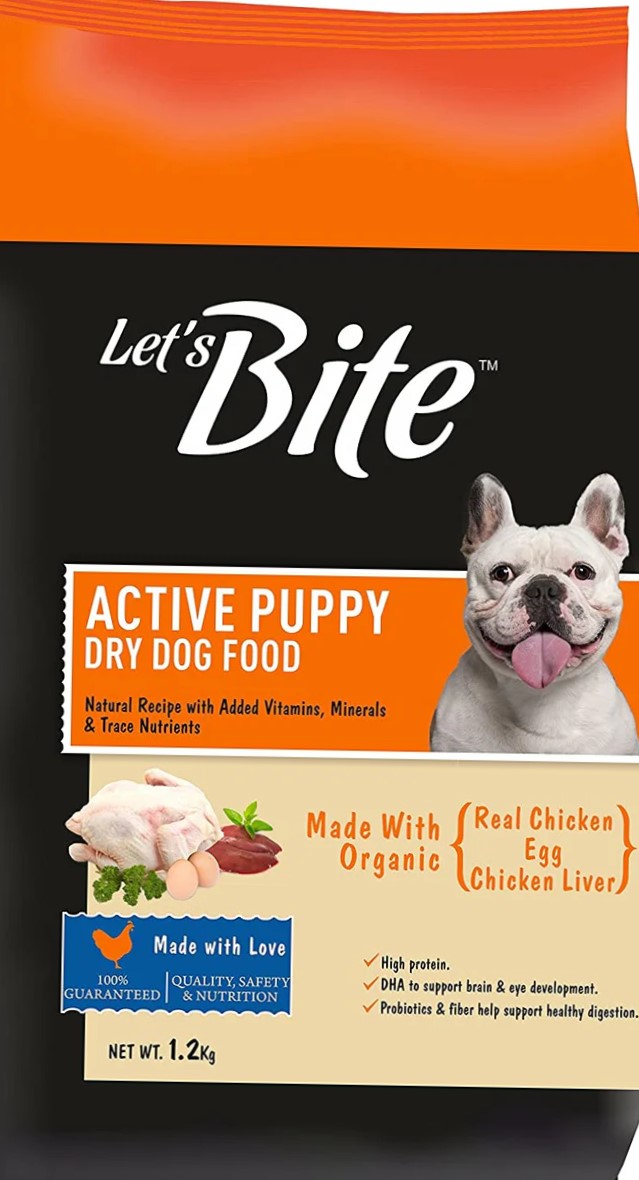 Let's Bite™
ACTIVE PUPPY
DRY DOG FOOD
Natural Recipe with Added Vitamins, Minerals
& Trace Nutrients
Made With
Organic
Real Chicken
Egg
Chicken Liver
Made with Love
100%
GUARANTEED
QUALITY, SAFETY
& NUTRITION
High protein.
DHA to support brain & eye development.
Probiotics & fiber help support healthy digestion.
NET WT. 1.2Kg